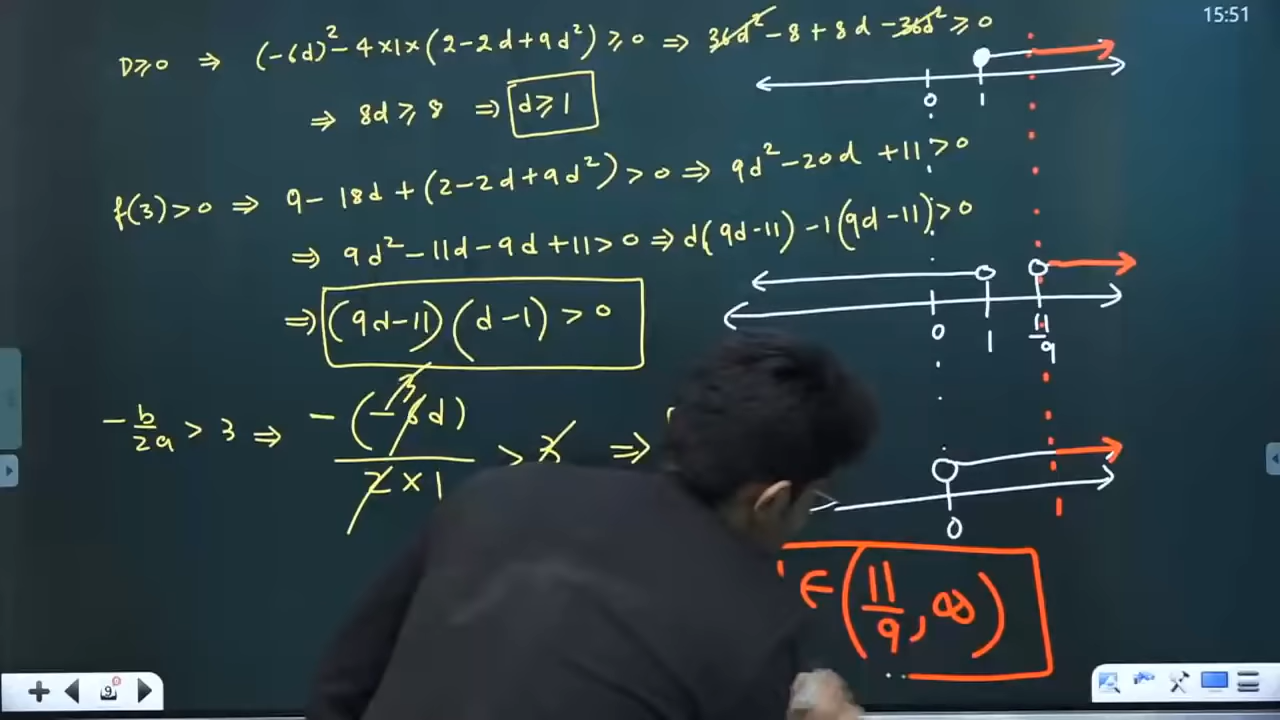 15:51
D≥0 ⇒ (-6d)² - 4×1×(2-2d+9d²) ≥ 0 ⇒ 36d² - 8 + 8d - 36d² ≥ 0
⇒ 8d ≥ 8 ⇒ d ≥ 1
0 1
f(3) > 0 ⇒ 9 - 18d + (2-2d+9d²) > 0 ⇒ 9d² - 20d + 11 > 0
⇒ 9d² - 11d - 9d + 11 > 0 ⇒ d(9d-11) - 1(9d-11) > 0
⇒ (9d-11)(d-1) > 0
0 1 11/9
-b/2a > 3 ⇒ -(-6d)/2×1 > 3 ⇒
3
0
∈ (11/9, ∞)
9
0